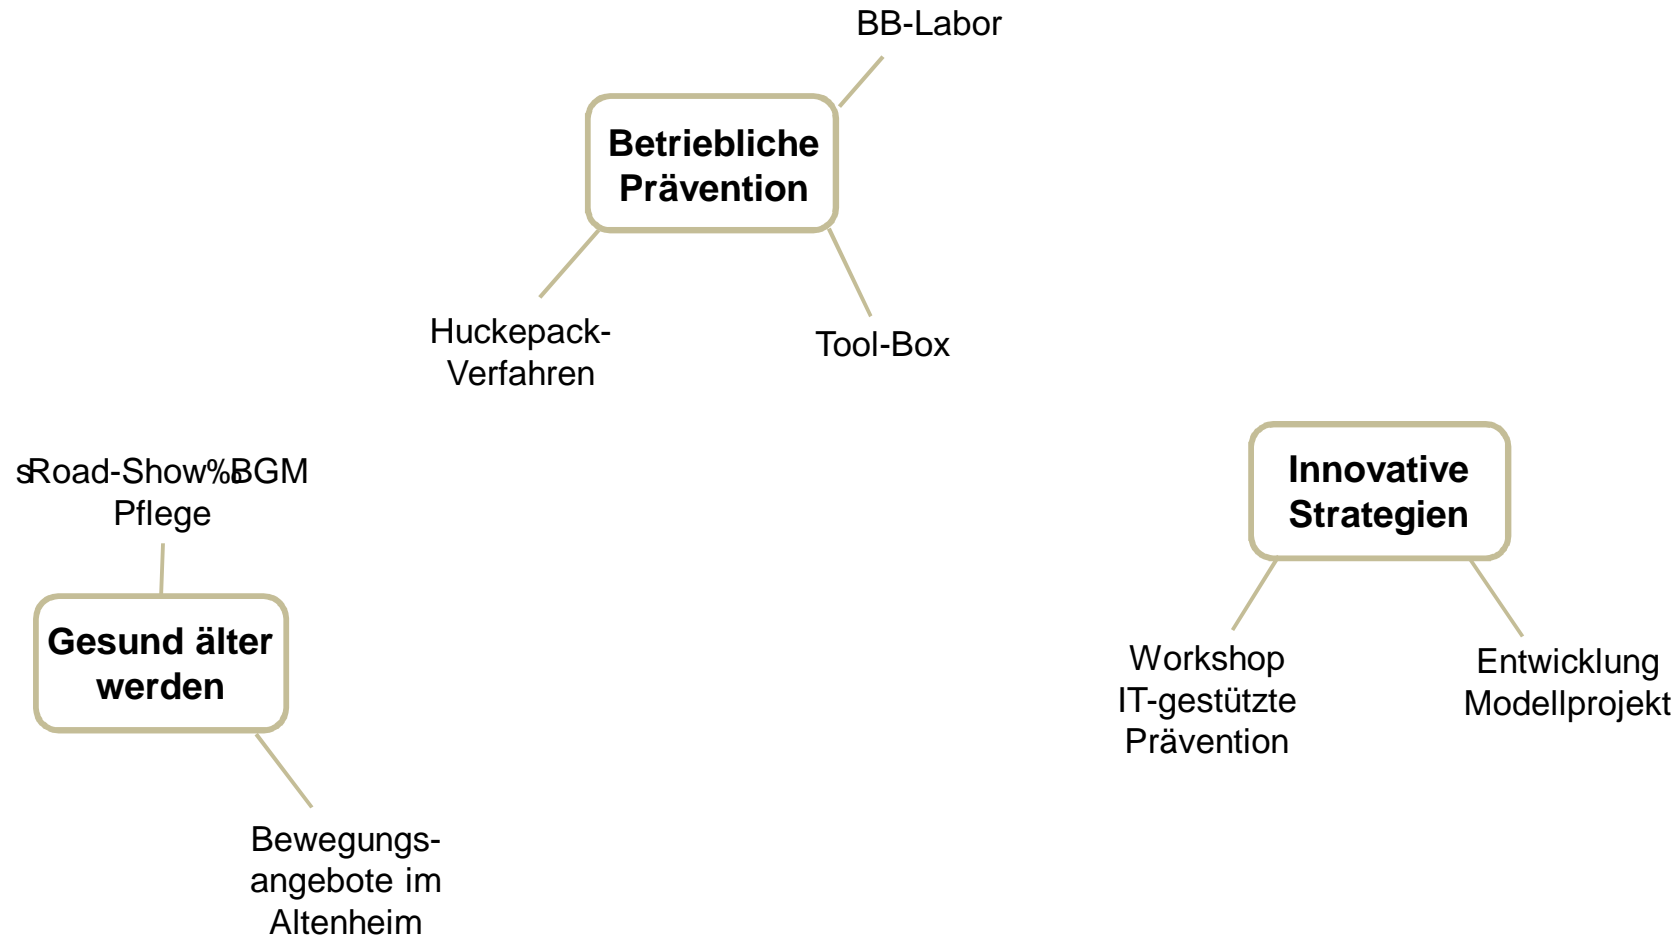 BB-Labor
Betriebliche
Prävention
Huckepack-
Verfahren
Tool-Box
sRoad-Show‰BGM
Pflege
Gesund älter
werden
Bewegungs-
angebote im
Altenheim
Innovative
Strategien
Workshop
IT-gestützte
Prävention
Entwicklung
Modellprojekt